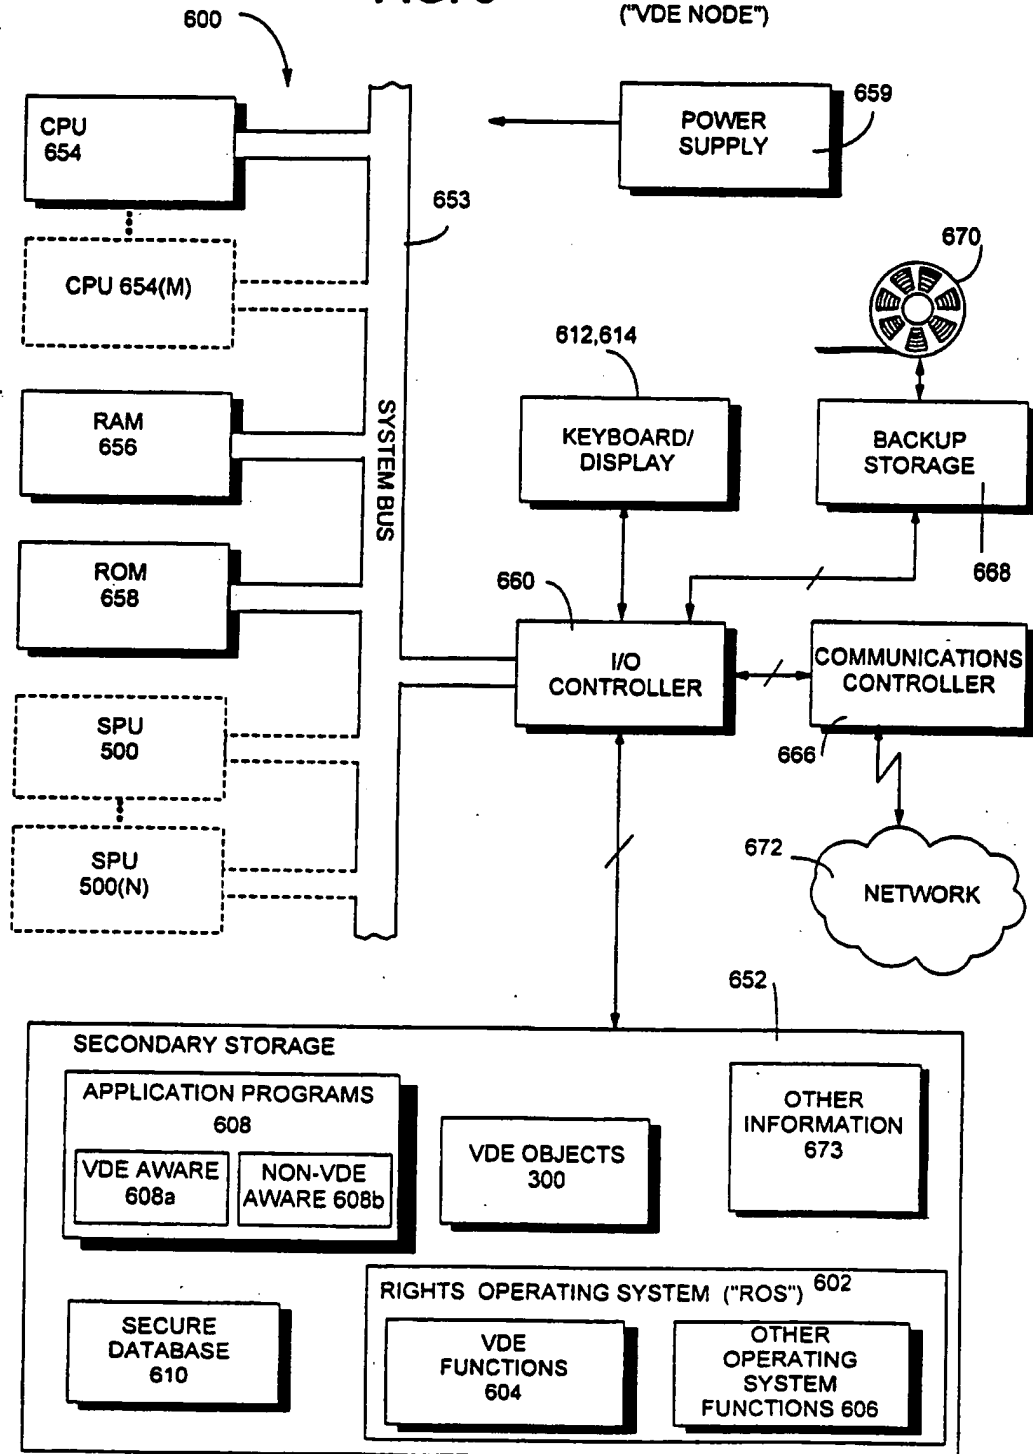 ("VDE NODE")
600
CPU
654
POWER
SUPPLY
659
653
CPU 654(M)
670
612,614
RAM
656
SYSTEM BUS
KEYBOARD/
DISPLAY
BACKUP
STORAGE
ROM
658
660
668
I/O
CONTROLLER
COMMUNICATIONS
CONTROLLER
SPU
500
666
SPU
500(N)
672
NETWORK
652
SECONDARY STORAGE
APPLICATION PROGRAMS
608
VDE AWARE
608a
NON-VDE
AWARE 608b
VDE OBJECTS
300
OTHER
INFORMATION
673
RIGHTS OPERATING SYSTEM ("ROS") 602
SECURE
DATABASE
610
VDE
FUNCTIONS
604
OTHER
OPERATING
SYSTEM
FUNCTIONS 606